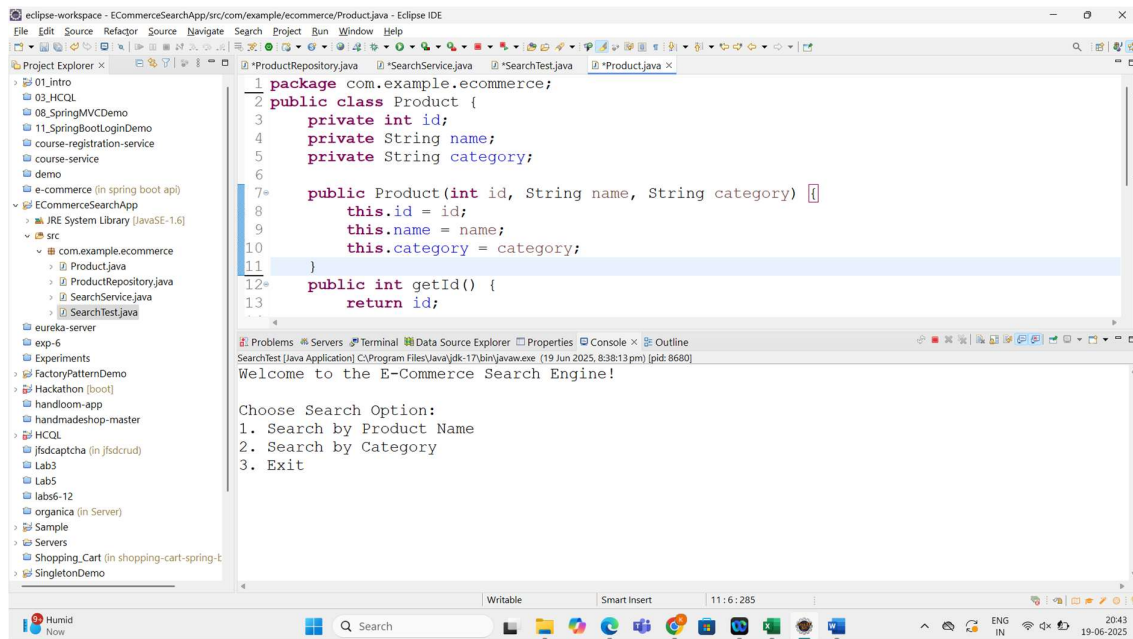 eclipse-workspace - ECommerceSearchApp/src/com/example/ecommerce/Product.java - Eclipse IDE
File Edit Source Refactor Source Navigate Search Project Run Window Help
Project Explorer
*ProductRepository.java *SearchService.java *SearchTest.java *Product.java
01_intro
03_HCQL
08_SpringMVCDemo
11_SpringBootLoginDemo
course-registration-service
course-service
demo
e-commerce (in spring boot api)
ECommerceSearchApp
JRE System Library [JavaSE-1.6]
src
com.example.ecommerce
Product.java
ProductRepository.java
SearchService.java
SearchTest.java
eureka-server
exp-6
Experiments
FactoryPatternDemo
Hackathon [boot]
handloom-app
handmadeshop-master
HCQL
jfsdcaptcha (in jfsdcrud)
Lab3
Lab5
labs6-12
organica (in Server)
Sample
Servers
Shopping_Cart (in shopping-cart-spring-b
SingletonDemo
1 package com.example.ecommerce;
2 public class Product {
3 private int id;
4 private String name;
5 private String category;
6
7 public Product(int id, String name, String category) {
8 this.id = id;
9 this.name = name;
10 this.category = category;
11 }
12 public int getId() {
13 return id;
Problems Servers Terminal Data Source Explorer Properties Console Outline
SearchTest [Java Application] C:\Program Files\Java\jdk-17\bin\javaw.exe (19 Jun 2025, 8:38:13 pm) [pid: 8680]
Welcome to the E-Commerce Search Engine!
Choose Search Option:
1. Search by Product Name
2. Search by Category
3. Exit
Writable Smart Insert 11 : 6 : 285
9+ Humid
Now
Search
ENG
IN
20:43
19-06-2025